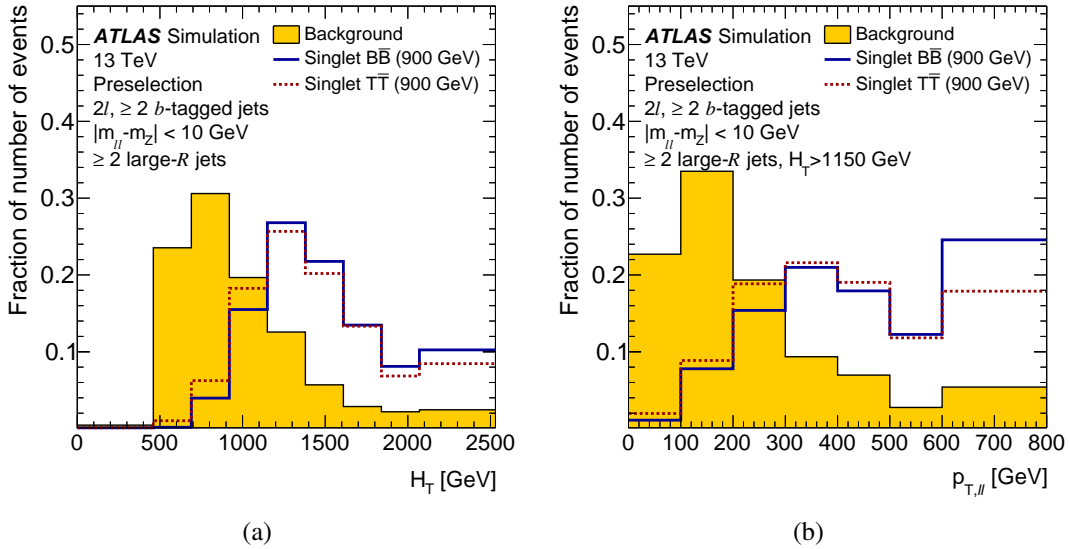 Fraction of number of events
0.5
0.4
0.3
0.2
0.1
ATLAS Simulation
13 TeV
Preselection
2l, ≥ 2 b-tagged jets
|m_ll-m_Z| < 10 GeV
≥ 2 large-R jets
Background
Singlet BB̅ (900 GeV)
Singlet TT̅ (900 GeV)
0 500 1000 1500 2000 2500
H_T [GeV]
(a)
Fraction of number of events
0.5
0.4
0.3
0.2
0.1
ATLAS Simulation
13 TeV
Preselection
2l, ≥ 2 b-tagged jets
|m_ll-m_Z| < 10 GeV
≥ 2 large-R jets, H_T>1150 GeV
Background
Singlet BB̅ (900 GeV)
Singlet TT̅ (900 GeV)
0 100 200 300 400 500 600 700 800
p_T,ll [GeV]
(b)